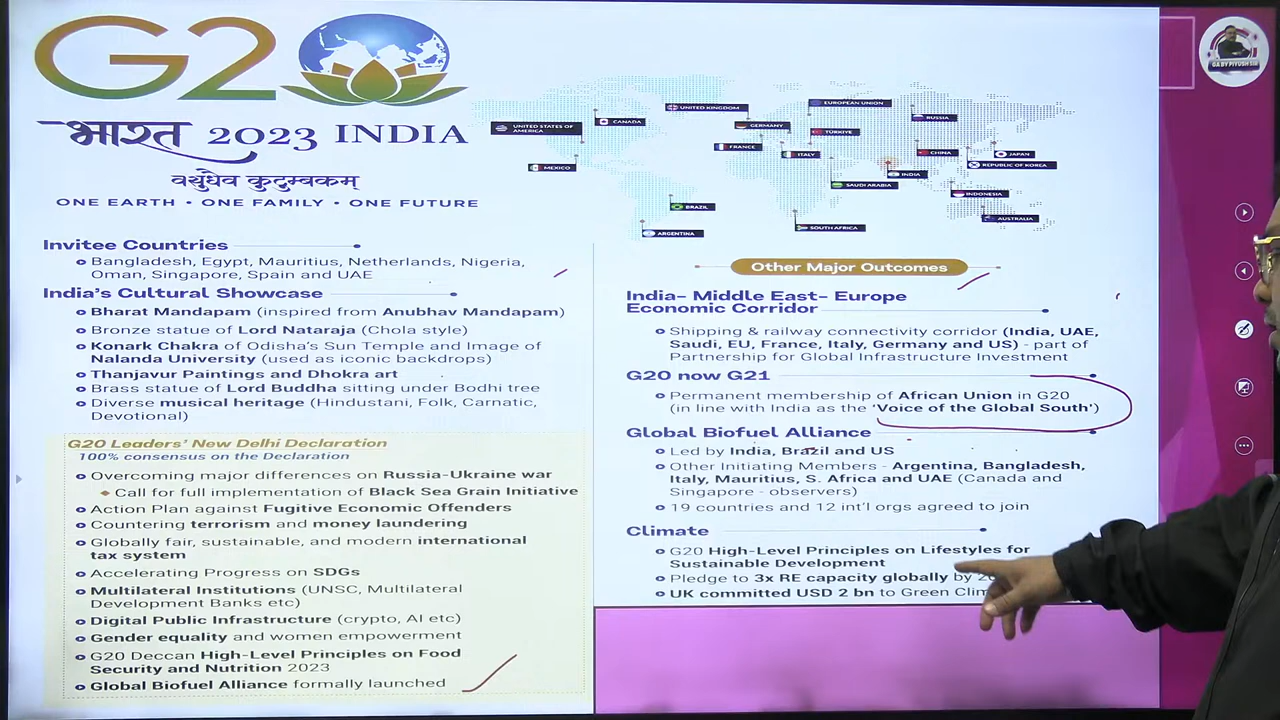 G20
भारत 2023 INDIA
वसुधैव कुटुम्बकम्
ONE EARTH • ONE FAMILY • ONE FUTURE
UNITED STATES OF
AMERICA
CANADA
MEXICO
BRAZIL
ARGENTINA
UNITED KINGDOM
GERMANY
FRANCE
ITALY
EUROPEAN UNION
TÜRKIYE
SAUDI ARABIA
SOUTH AFRICA
RUSSIA
CHINA
INDIA
JAPAN
REPUBLIC OF KOREA
INDONESIA
AUSTRALIA
GA BY PIYUSH SIR
Invitee Countries
Bangladesh, Egypt, Mauritius, Netherlands, Nigeria,
Oman, Singapore, Spain and UAE
India's Cultural Showcase
Bharat Mandapam (inspired from Anubhav Mandapam)
Bronze statue of Lord Nataraja (Chola style)
Konark Chakra of Odisha's Sun Temple and Image of
Nalanda University (used as iconic backdrops)
Thanjavur Paintings and Dhokra art
Brass statue of Lord Buddha sitting under Bodhi tree
Diverse musical heritage (Hindustani, Folk, Carnatic,
Devotional)
G20 Leaders' New Delhi Declaration
100% consensus on the Declaration
Overcoming major differences on Russia-Ukraine war
Call for full implementation of Black Sea Grain Initiative
Action Plan against Fugitive Economic Offenders
Countering terrorism and money laundering
Globally fair, sustainable, and modern international
tax system
Accelerating Progress on SDGs
Multilateral Institutions (UNSC, Multilateral
Development Banks etc)
Digital Public Infrastructure (crypto, AI etc)
Gender equality and women empowerment
G20 Deccan High-Level Principles on Food
Security and Nutrition 2023
Global Biofuel Alliance formally launched
Other Major Outcomes
India- Middle East- Europe
Economic Corridor
Shipping & railway connectivity corridor (India, UAE,
Saudi, EU, France, Italy, Germany and US) - part of
Partnership for Global Infrastructure Investment
G20 now G21
Permanent membership of African Union in G20
(in line with India as the 'Voice of the Global South')
Global Biofuel Alliance
Led by India, Brazil and US
Other Initiating Members - Argentina, Bangladesh,
Italy, Mauritius, S. Africa and UAE (Canada and
Singapore - observers)
19 countries and 12 int'l orgs agreed to join
Climate
G20 High-Level Principles on Lifestyles for
Sustainable Development
Pledge to 3x RE capacity globally by
UK committed USD 2 bn to Green